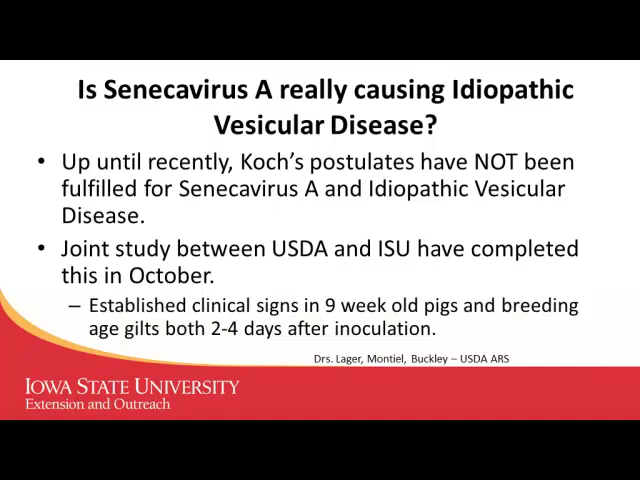 Is Senecavirus A really causing Idiopathic
Vesicular Disease?
• Up until recently, Koch’s postulates have NOT been
fulfilled for Senecavirus A and Idiopathic Vesicular
Disease.
• Joint study between USDA and ISU have completed
this in October.
– Established clinical signs in 9 week old pigs and breeding
age gilts both 2-4 days after inoculation.
Drs. Lager, Montiel, Buckley – USDA ARS
IOWA STATE UNIVERSITY
Extension and Outreach